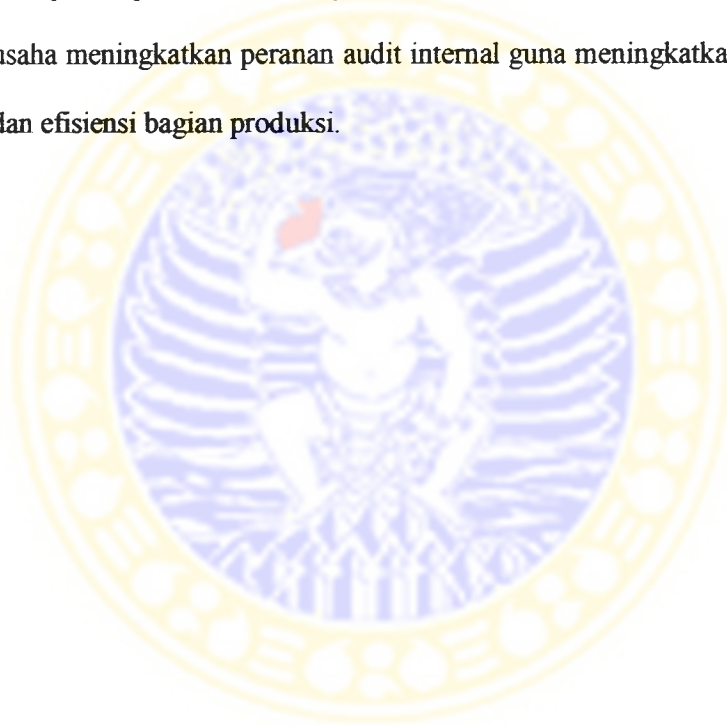 usaha meningkatkan peranan audit internal guna meningkatka
dan efisiensi bagian produksi.